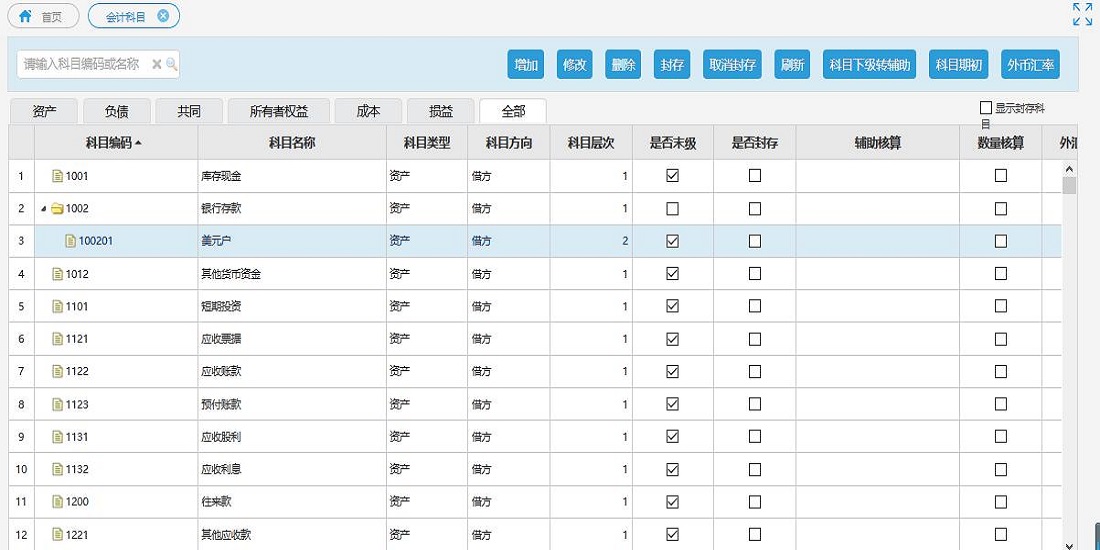 首页 会计科目
请输入科目编码或名称 增加 修改 删除 封存 取消封存 刷新 科目下级转辅助 科目期初 外币汇率
资产 负债 共同 所有者权益 成本 损益 全部 显示封存科
目
科目编码 科目名称 科目类型 科目方向 科目层次 是否末级 是否封存 辅助核算 数量核算 外汇
1 1001 库存现金 资产 借方 1
2 1002 银行存款 资产 借方 1
3 100201 美元户 资产 借方 2
4 1012 其他货币资金 资产 借方 1
5 1101 短期投资 资产 借方 1
6 1121 应收票据 资产 借方 1
7 1122 应收账款 资产 借方 1
8 1123 预付账款 资产 借方 1
9 1131 应收股利 资产 借方 1
10 1132 应收利息 资产 借方 1
11 1200 往来款 资产 借方 1
12 1221 其他应收款 资产 借方 1